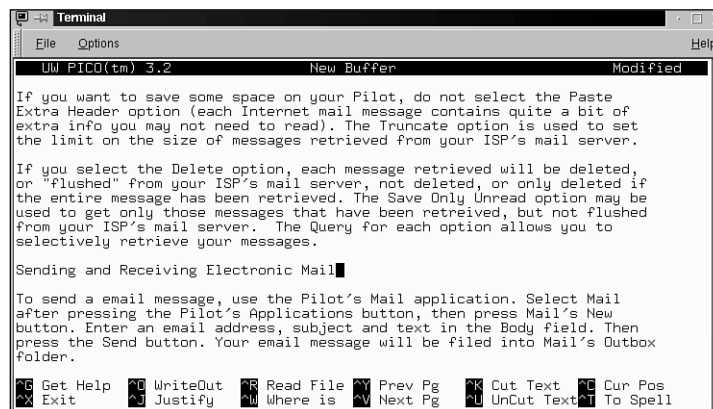 Terminal
File Options Help
UW PICO(tm) 3.2 New Buffer Modified
If you want to save some space on your Pilot, do not select the Paste
Extra Header option (each Internet mail message contains quite a bit of
extra info you may not need to read). The Truncate option is used to set
the limit on the size of messages retrieved from your ISP's mail server.
If you select the Delete option, each message retrieved will be deleted,
or "flushed" from your ISP's mail server, not deleted, or only deleted if
the entire message has been retrieved. The Save Only Unread option may be
used to get only those messages that have been retreived, but not flushed
from your ISP's mail server.  The Query for each option allows you to
selectively retrieve your messages.
Sending and Receiving Electronic Mail
To send a email message, use the Pilot's Mail application. Select Mail
after pressing the Pilot's Applications button, then press Mail's New
button. Enter an email address, subject and text in the Body field. Then
press the Send button. Your email message will be filed into Mail's Outbox
folder.
^G Get Help ^O WriteOut ^R Read File ^Y Prev Pg ^K Cut Text ^C Cur Pos
^X Exit ^J Justify ^W Where is ^V Next Pg ^U UnCut Text ^T To Spell